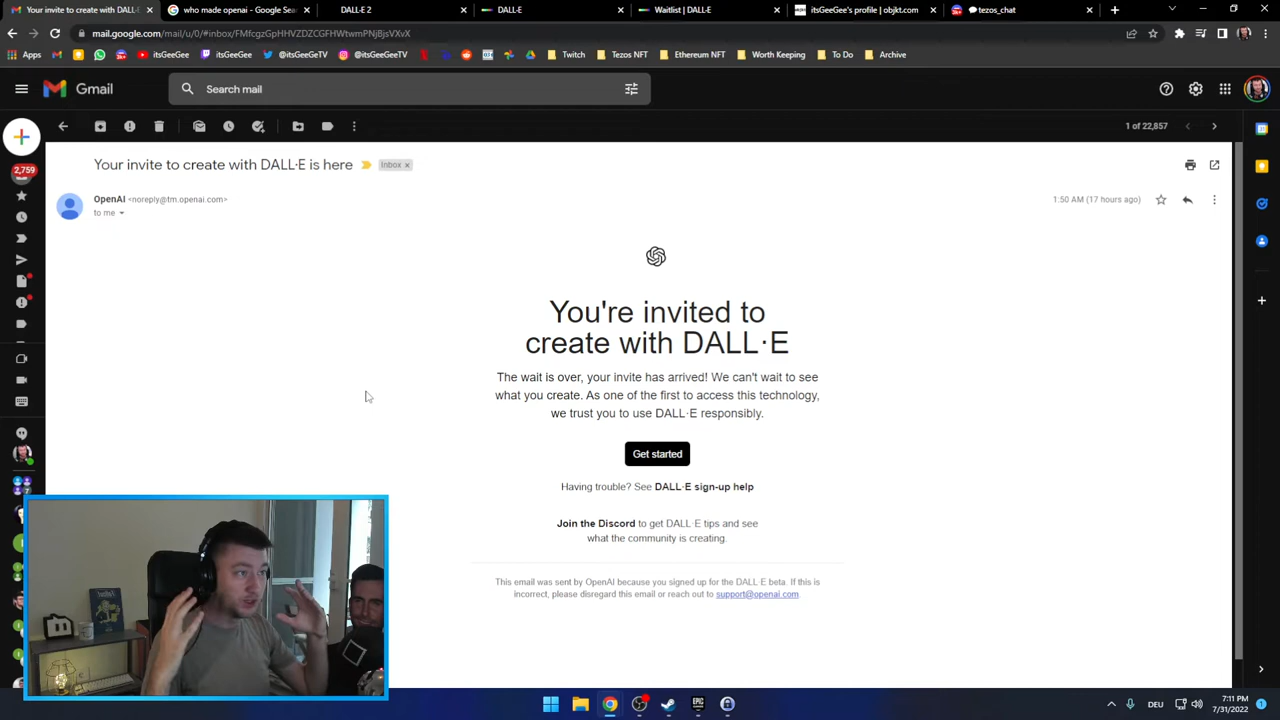 Your invite to create with DALL·E
who made openai - Google Sear
DALL·E 2
DALL·E
Waitlist | DALL·E
itsGeeGee's profile | objkt.com
tezos_chat
mail.google.com/mail/u/0/#inbox/FMfcgzGpHHVZDZCGFHWtwmPNjBjsVXxV
Apps
itsGeeGee
itsGeeGee
@itsGeeGeeTV
@itsGeeGeeTV
Twitch
Tezos NFT
Ethereum NFT
Worth Keeping
To Do
Archive
Gmail
Search mail
1 of 22,857
2,759
Your invite to create with DALL·E is here
Inbox ×
OpenAI <noreply@tm.openai.com>
1:50 AM (17 hours ago)
to me
You're invited to
create with DALL·E
The wait is over, your invite has arrived! We can't wait to see
what you create. As one of the first to access this technology,
we trust you to use DALL·E responsibly.
Get started
Having trouble? See DALL·E sign-up help
Join the Discord to get DALL·E tips and see
what the community is creating.
This email was sent by OpenAI because you signed up for the DALL·E beta. If this is
incorrect, please disregard this email or reach out to support@openai.com.
EPIC
DEU
7:11 PM
7/31/2022